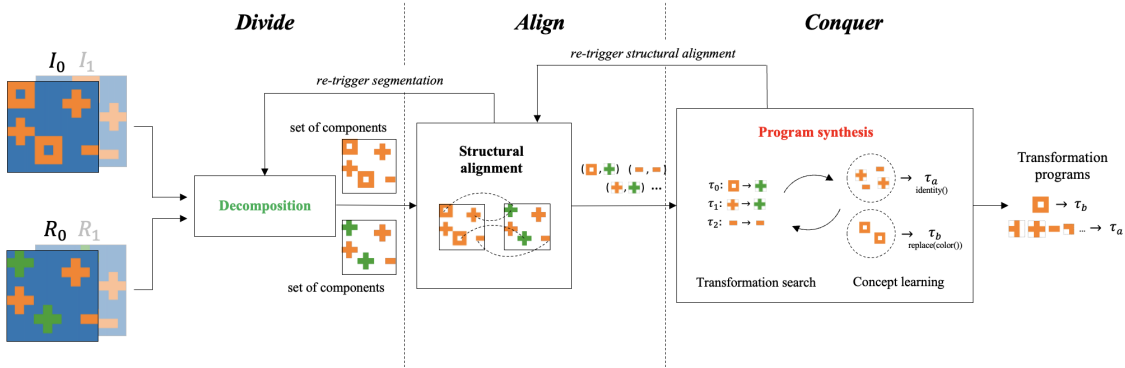 Divide
Align
Conquer
I₀ I₁
re-trigger structural alignment
re-trigger segmentation
set of components
Decomposition
R₀ R₁
set of components
Structural
alignment
( , ) ( , )
( , ) ...
Program synthesis
τ₀: →
τ₁: →
τ₂: →
→ τₐ
identity()
→ τ_b
replace(color())
Transformation search
Concept learning
Transformation
programs
→ τ_b
... → τₐ